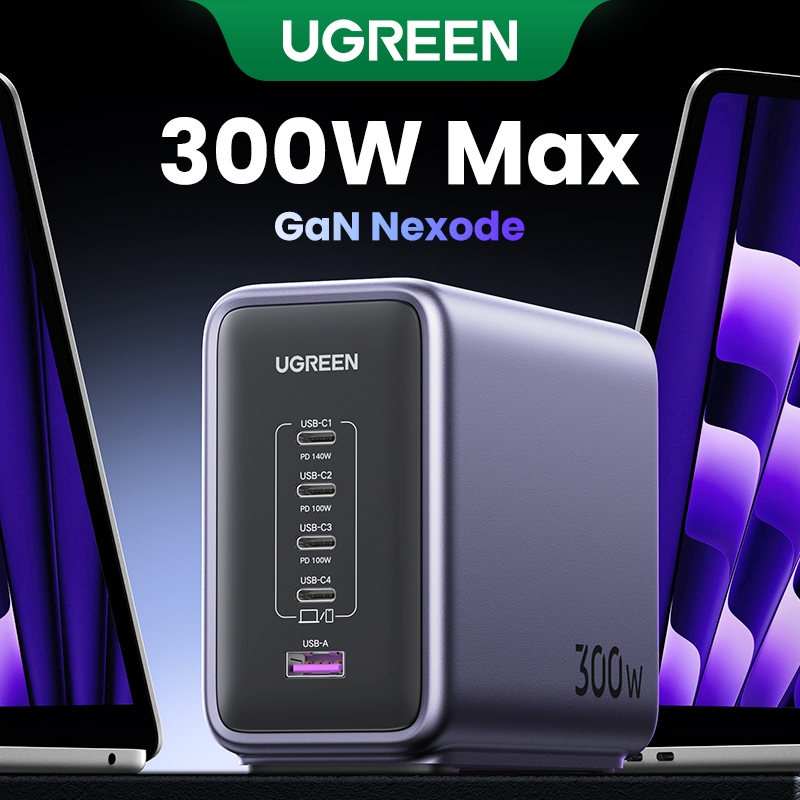 UGREEN
300W Max
GaN Nexode
UGREEN
USB-C1
PD 140W
USB-C2
PD 100W
USB-C3
PD 100W
USB-C4
USB-A
300W